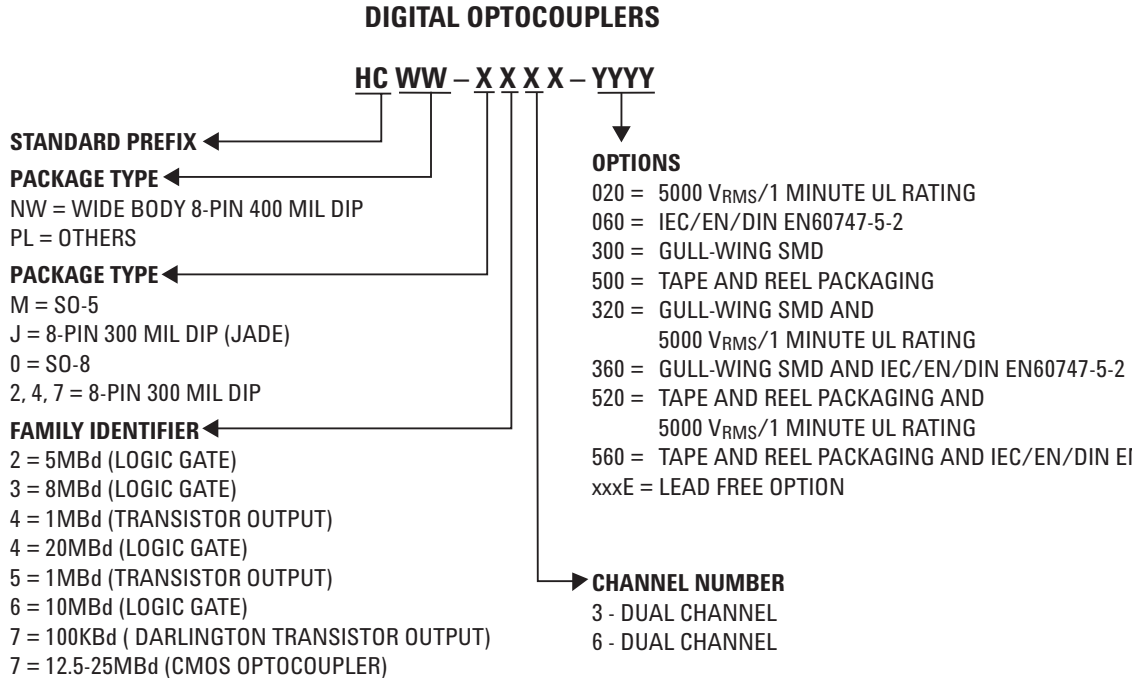 DIGITAL OPTOCOUPLERS
HC WW – X X X X – YYYY
STANDARD PREFIX
PACKAGE TYPE
NW = WIDE BODY 8-PIN 400 MIL DIP
PL = OTHERS
PACKAGE TYPE
M = SO-5
J = 8-PIN 300 MIL DIP (JADE)
0 = SO-8
2, 4, 7 = 8-PIN 300 MIL DIP
FAMILY IDENTIFIER
2 = 5MBd (LOGIC GATE)
3 = 8MBd (LOGIC GATE)
4 = 1MBd (TRANSISTOR OUTPUT)
4 = 20MBd (LOGIC GATE)
5 = 1MBd (TRANSISTOR OUTPUT)
6 = 10MBd (LOGIC GATE)
7 = 100KBd ( DARLINGTON TRANSISTOR OUTPUT)
7 = 12.5-25MBd (CMOS OPTOCOUPLER)
OPTIONS
020 = 5000 VRMS/1 MINUTE UL RATING
060 = IEC/EN/DIN EN60747-5-2
300 = GULL-WING SMD
500 = TAPE AND REEL PACKAGING
320 = GULL-WING SMD AND
5000 VRMS/1 MINUTE UL RATING
360 = GULL-WING SMD AND IEC/EN/DIN EN60747-5-2
520 = TAPE AND REEL PACKAGING AND
5000 VRMS/1 MINUTE UL RATING
560 = TAPE AND REEL PACKAGING AND IEC/EN/DIN
xxxE = LEAD FREE OPTION
CHANNEL NUMBER
3 - DUAL CHANNEL
6 - DUAL CHANNEL